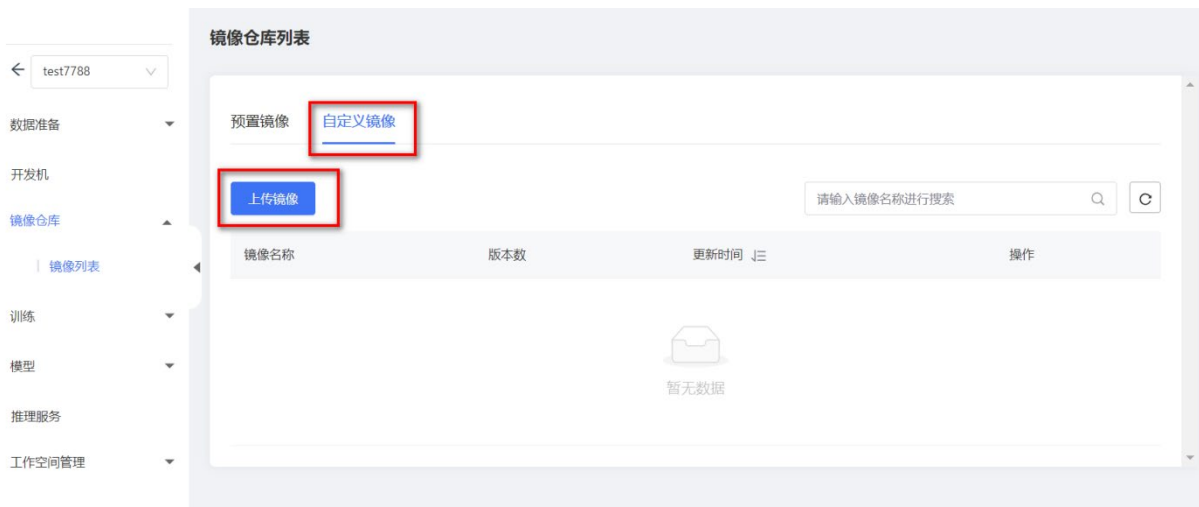 镜像仓库列表
test7788
数据准备
开发机
镜像仓库
镜像列表
训练
模型
推理服务
工作空间管理
预置镜像 自定义镜像
上传镜像 请输入镜像名称进行搜索
镜像名称 版本数 更新时间 操作
暂无数据